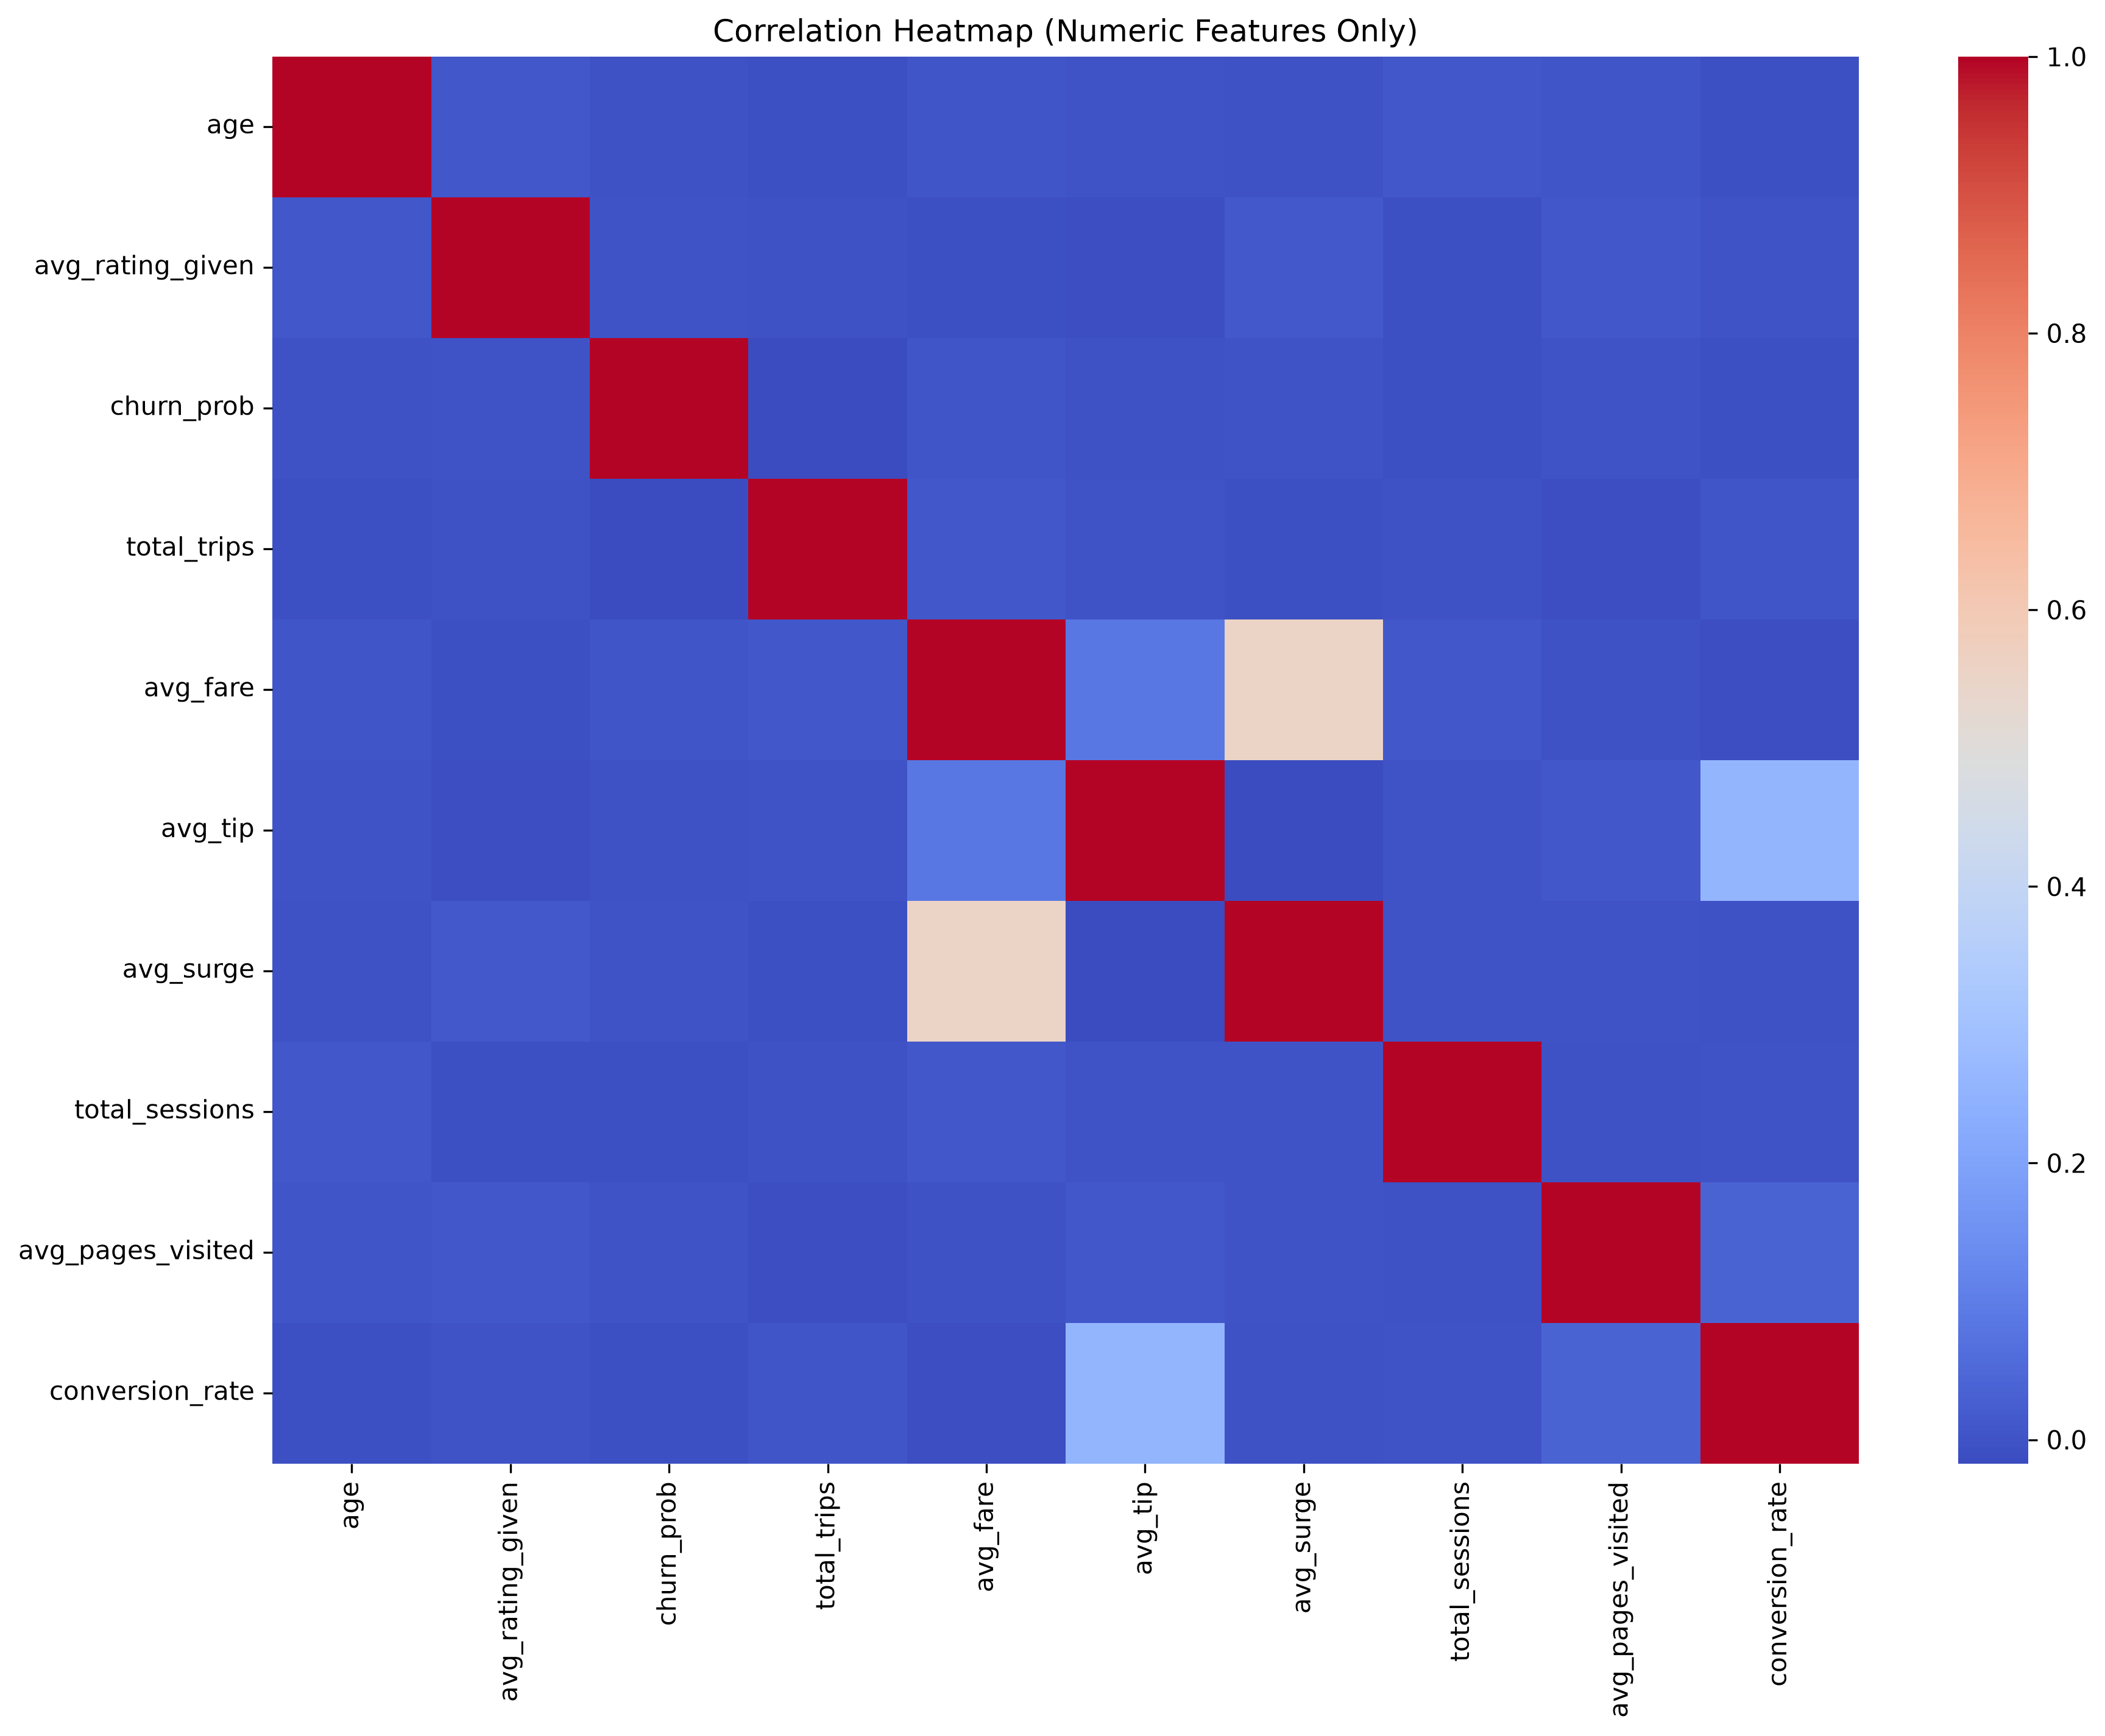 Correlation Heatmap (Numeric Features Only)
age
avg_rating_given
churn_prob
total_trips
avg_fare
avg_tip
avg_surge
total_sessions
avg_pages_visited
conversion_rate
age
avg_rating_given
churn_prob
total_trips
avg_fare
avg_tip
avg_surge
total_sessions
avg_pages_visited
conversion_rate
1.0
0.8
0.6
0.4
0.2
0.0